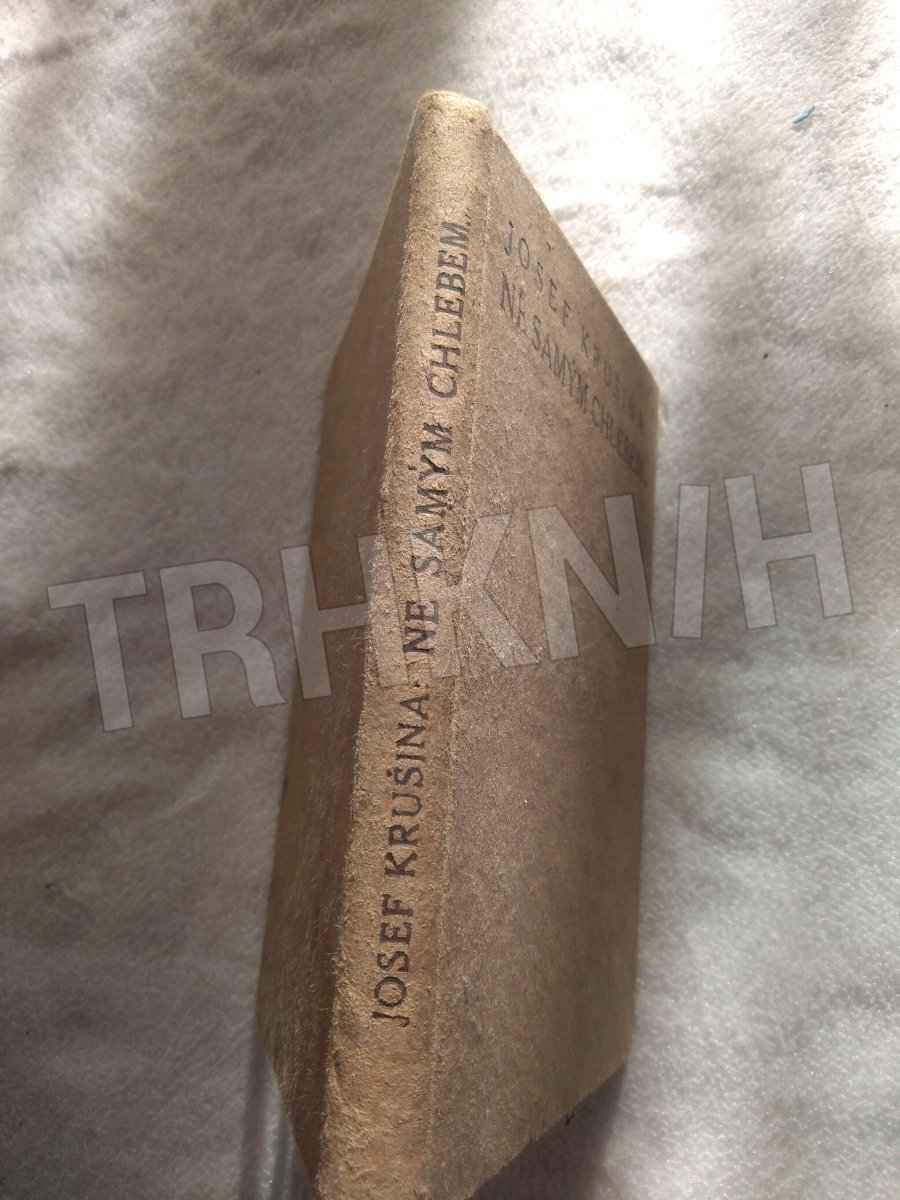 JOSEF KRUŠINA: NE SAMÝM CHLEBEM...
JOSEF KRUŠINA
NE SAMÝM CHLEBEM...
TRHKNIH